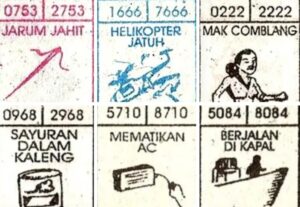 0753 2753
JARUM JAHIT
1666 7666
HELIKOPTER
JATUH
0222 2222
MAK COMBLANG
0968 2968
SAYURAN
DALAM
KALENG
5710 8710
MEMATIKAN
AC
5084 8084
BERJALAN
DI KAPAL